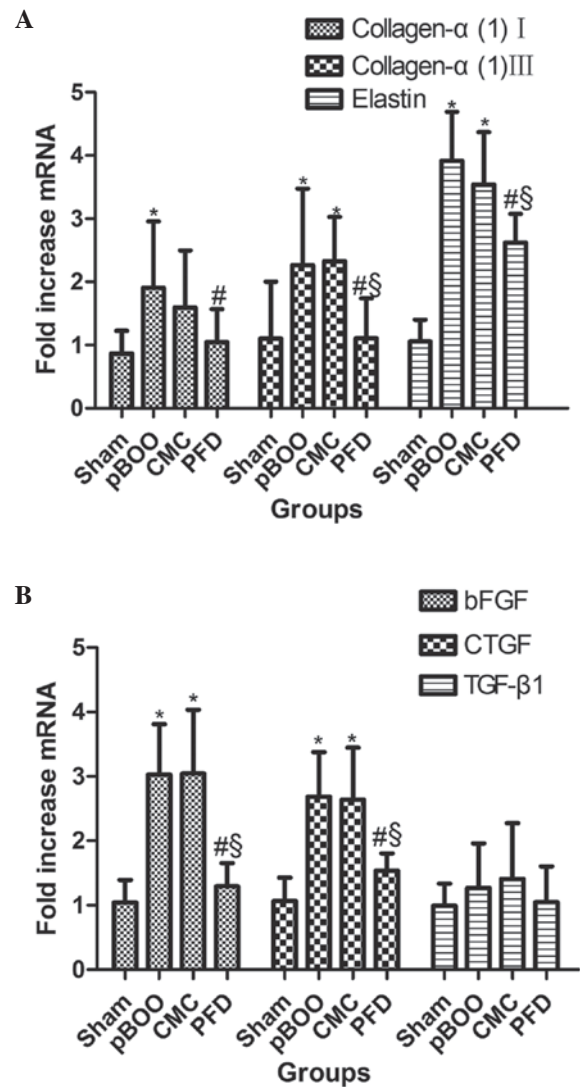 A
Collagen-α (1) Ⅰ
Collagen-α (1)Ⅲ
Elastin
Fold increase mRNA
5
4
3
2
1
0
* * * * * #§
# #§
Sham pBOO CMC PFD Sham pBOO CMC PFD Sham pBOO CMC PFD
Groups
B
bFGF
CTGF
TGF-β1
Fold increase mRNA
5
4
3
2
1
0
* * #§ * * #§
Sham pBOO CMC PFD Sham pBOO CMC PFD Sham pBOO CMC PFD
Groups